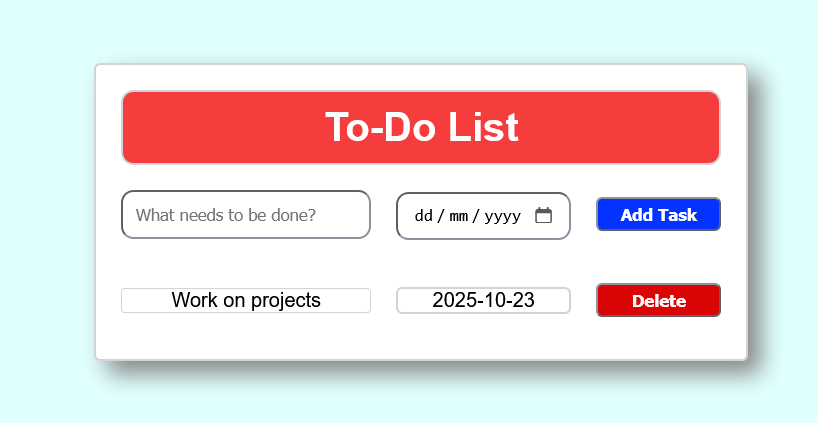 To-Do List
What needs to be done? dd/mm/yyyy Add Task
Work on projects 2025-10-23 Delete